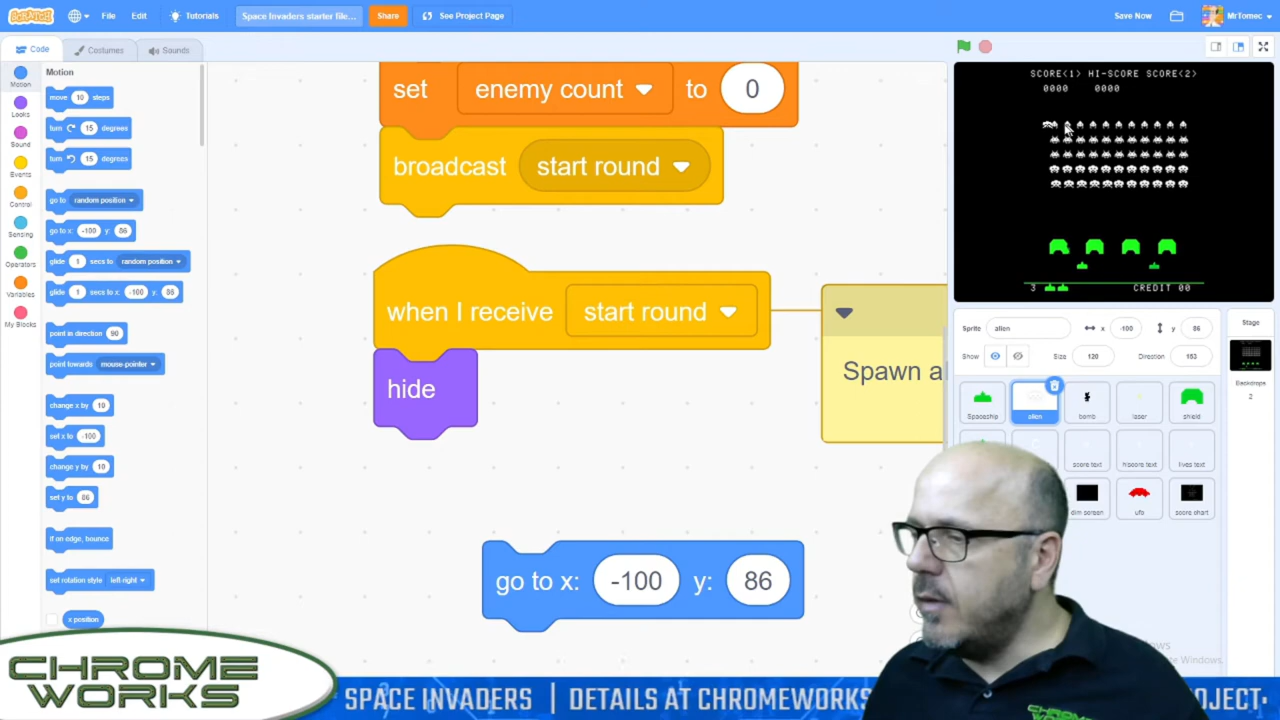 SCRATCH
File
Edit
Tutorials
Space Invaders starter file...
Share
See Project Page
Save Now
MrTomec
Code
Costumes
Sounds
Motion
Looks
Sound
Events
Control
Sensing
Operators
Variables
My Blocks
Motion
move 10 steps
turn 15 degrees
turn 15 degrees
go to random position
go to x: -100 y: 86
glide 1 secs to random position
glide 1 secs to x: -100 y: 86
point in direction 90
point towards mouse-pointer
change x by 10
set x to -100
change y by 10
set y to 86
if on edge, bounce
set rotation style left-right
x position
set enemy count to 0
broadcast start round
when I receive start round
hide
Spawn al
go to x: -100 y: 86
SCORE<1> HI-SCORE SCORE<2>
0000 0000
3 CREDIT 00
Sprite alien x -100 y 86
Show Size 120 Direction 153
Stage
Backdrops
2
Spaceship alien bomb laser shield
score text hiscore text lives text
dim screen ufo score chart
CHROME
WORKS
SPACE INVADERS | DETAILS AT CHROMEWORKS
ROJECT: